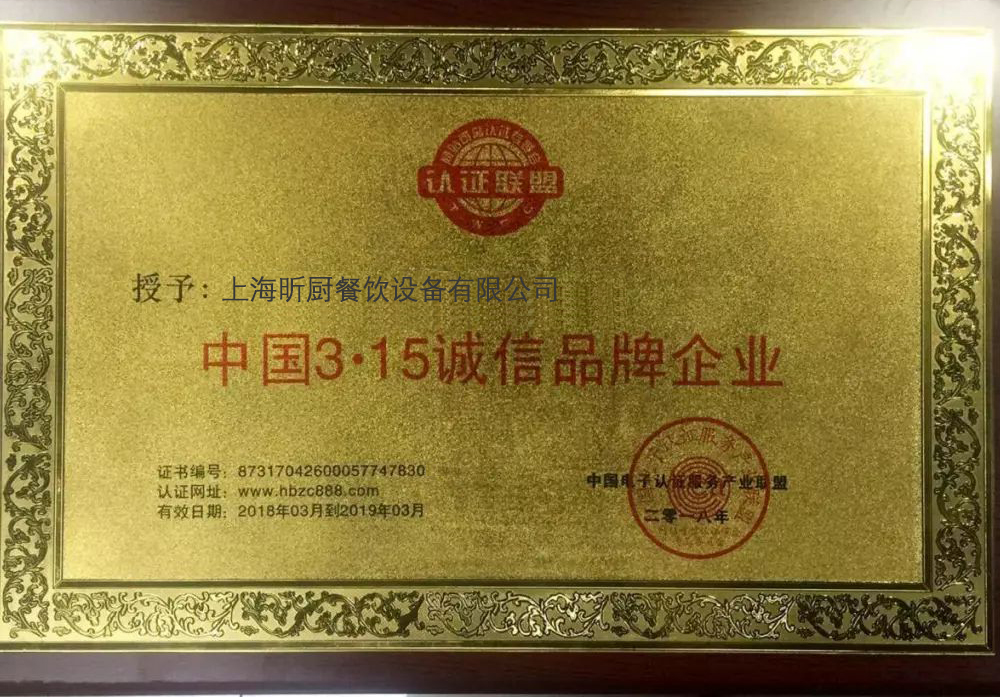 认证联盟
授予：上海昕厨餐饮设备有限公司
中国3·15诚信品牌企业
证书编号：87317042600057747830
认证网址：www.hbzc888.com
有效日期：2018年03月到2019年03月
中国电子认证服务产业联盟
二零一八年